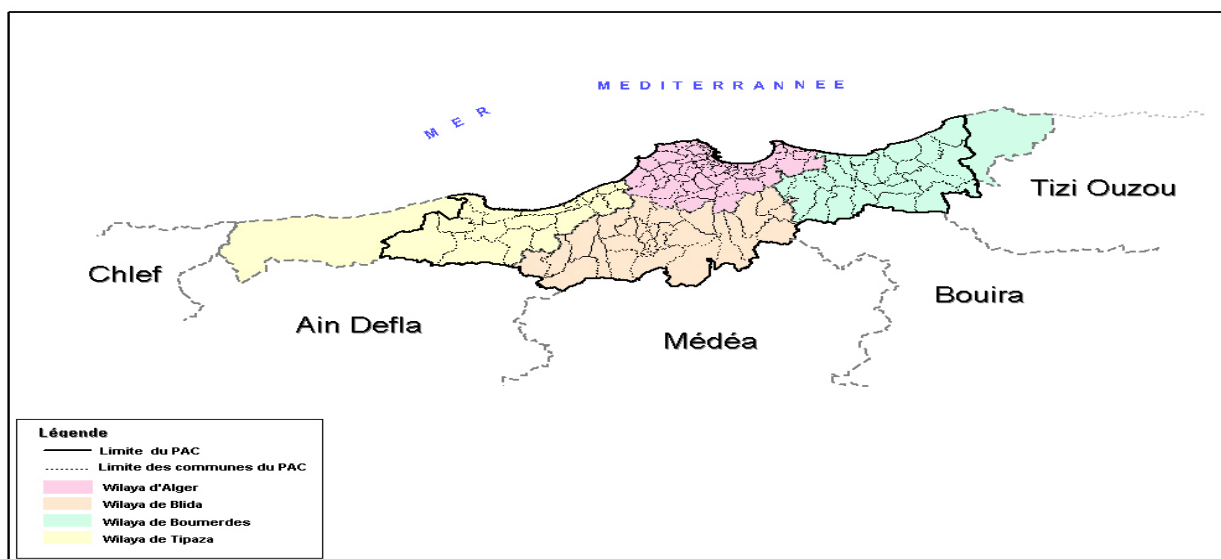 MER MEDITERRANNEE
Tizi Ouzou
Chlef
Bouira
Ain Defla
Médéa
Légende
Limite du PAC
Limite des communes du PAC
Wilaya d'Alger
Wilaya de Blida
Wilaya de Boumerdes
Wilaya de Tipaza